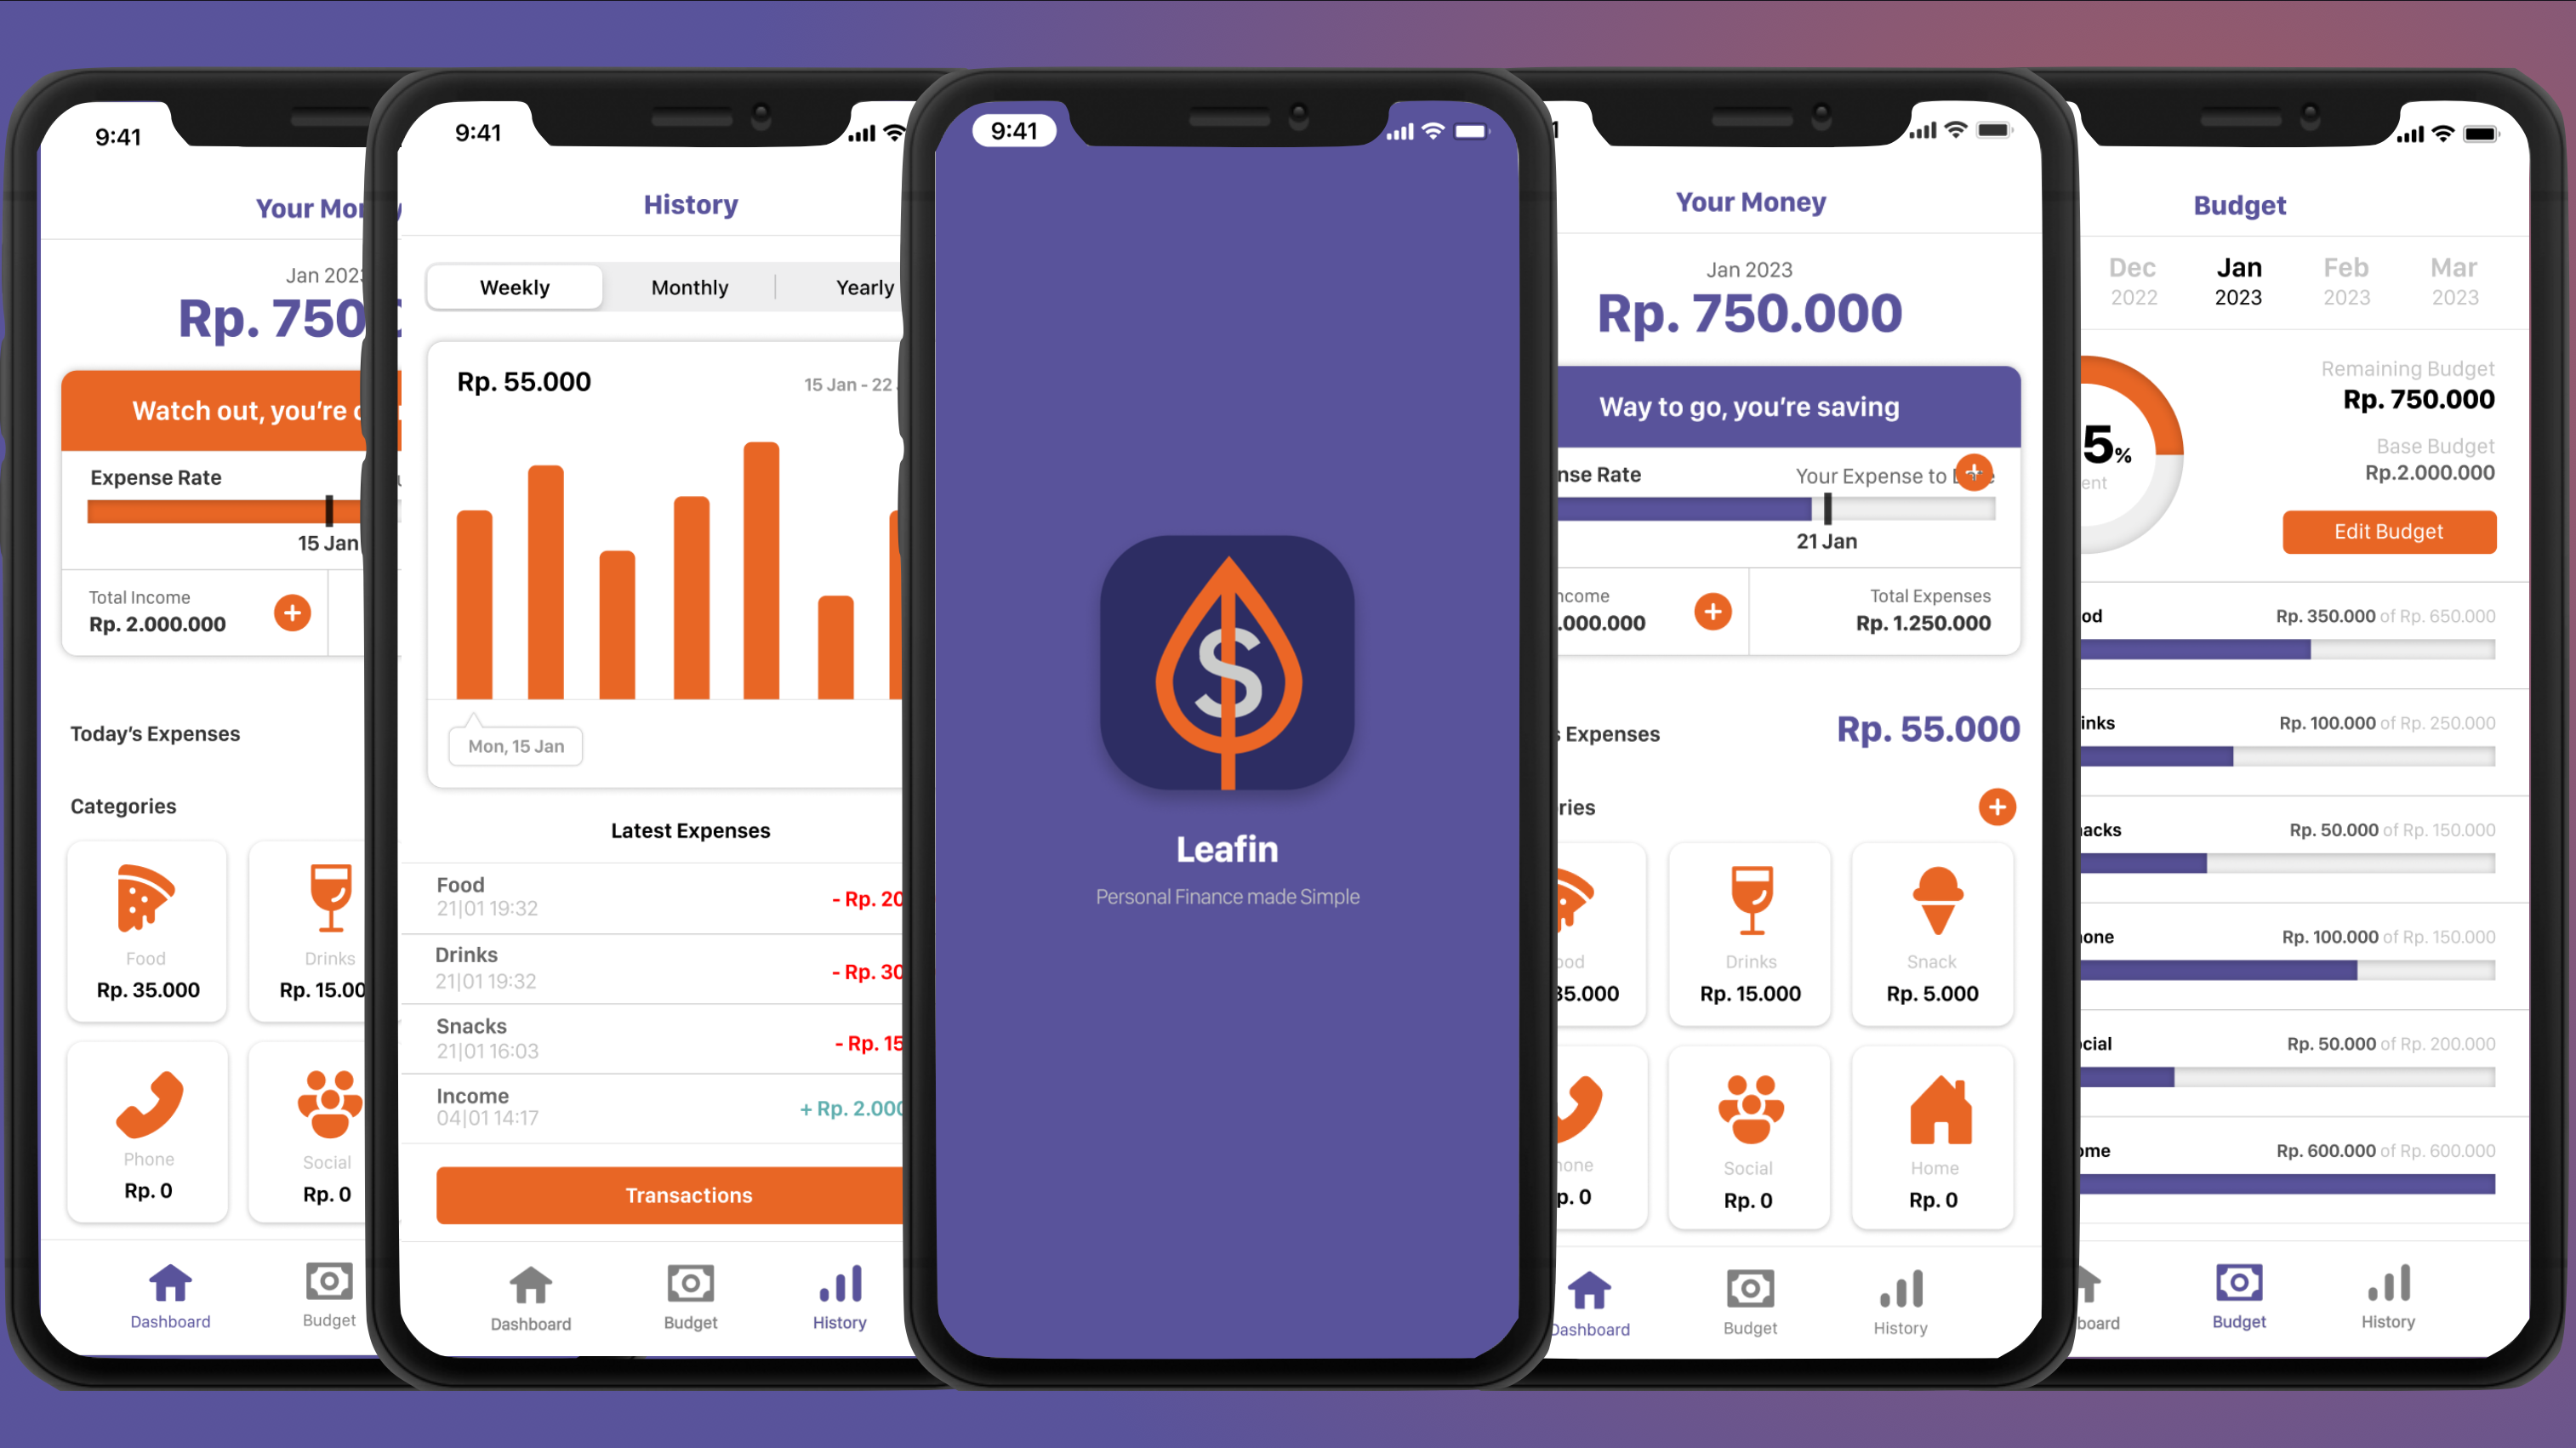 9:41
Your Mon
Jan 202
Rp. 750
Watch out, you're
Expense Rate
15 Jan
Total Income
Rp. 2.000.000
Today's Expenses
Categories
Food
Rp. 35.000
Drinks
Rp. 15.00
Phone
Rp. 0
Social
Rp. 0
Dashboard
Budget
9:41
History
Weekly
Monthly
Yearly
Rp. 55.000
15 Jan - 22
Mon, 15 Jan
Latest Expenses
Food
21|01 19:32
- Rp. 20
Drinks
21|01 19:32
- Rp. 30
Snacks
21|01 16:03
- Rp. 15
Income
04|01 14:17
+ Rp. 2.000
Transactions
Dashboard
Budget
History
9:41
S
Leafin
Personal Finance made Simple
1
Your Money
Jan 2023
Rp. 750.000
Way to go, you're saving
nse Rate
Your Expense to
21 Jan
ncome
.000.000
Total Expenses
Rp. 1.250.000
s Expenses
Rp. 55.000
ries
ood
35.000
Drinks
Rp. 15.000
Snack
Rp. 5.000
hone
p. 0
Social
Rp. 0
Home
Rp. 0
Dashboard
Budget
History
Budget
Dec
2022
Jan
2023
Feb
2023
Mar
2023
5%
ent
Remaining Budget
Rp. 750.000
Base Budget
Rp.2.000.000
Edit Budget
od
Rp. 350.000 of Rp. 650.000
inks
Rp. 100.000 of Rp. 250.000
acks
Rp. 50.000 of Rp. 150.000
one
Rp. 100.000 of Rp. 150.000
cial
Rp. 50.000 of Rp. 200.000
ome
Rp. 600.000 of Rp. 600.000
board
Budget
History